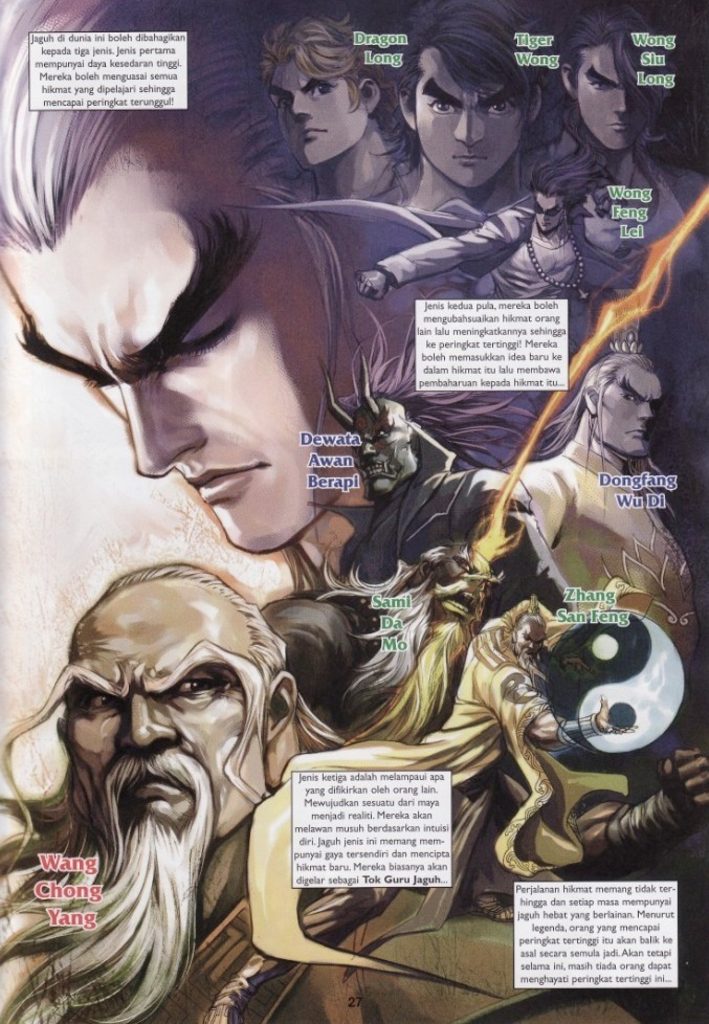 Jaguh di dunia ini boleh dibahagikan
kepada tiga jenis. Jenis pertama
mempunyai daya kesedaran tinggi.
Mereka boleh menguasai semua
hikmat yang dipelajari sehingga
mencapai peringkat terunggul!
Dragon
Long
Tiger
Wong
Wong
Siu
Long
Wong
Feng
Lei
Jenis kedua pula, mereka boleh
mengubahsuaikan hikmat orang
lain lalu meningkatkannya sehingga
ke peringkat tertinggi! Mereka
boleh memasukkan idea baru ke
dalam hikmat itu lalu membawa
pembaharuan kepada hikmat itu...
Dewata
Awan
Berapi
Dongfang
Wu Di
Sami
Da
Mo
Zhang
San Feng
Jenis ketiga adalah melampaui apa
yang difikirkan oleh orang lain.
Mewujudkan sesuatu dari maya
menjadi realiti. Mereka akan
melawan musuh berdasarkan intuisi
diri. Jaguh jenis ini memang mem-
punyai gaya tersendiri dan mencipta
hikmat baru. Mereka biasanya akan
digelar sebagai Tok Guru Jaguh...
Wang
Chong
Yang
Perjalanan hikmat memang tidak ter-
hingga dan setiap masa mempunyai
jaguh hebat yang berlainan. Menurut
legenda, orang yang mencapai
peringkat tertinggi itu akan balik ke
asal secara semula jadi. Akan tetapi
selama ini, masih tiada orang dapat
menghayati peringkat tertinggi ini...
27